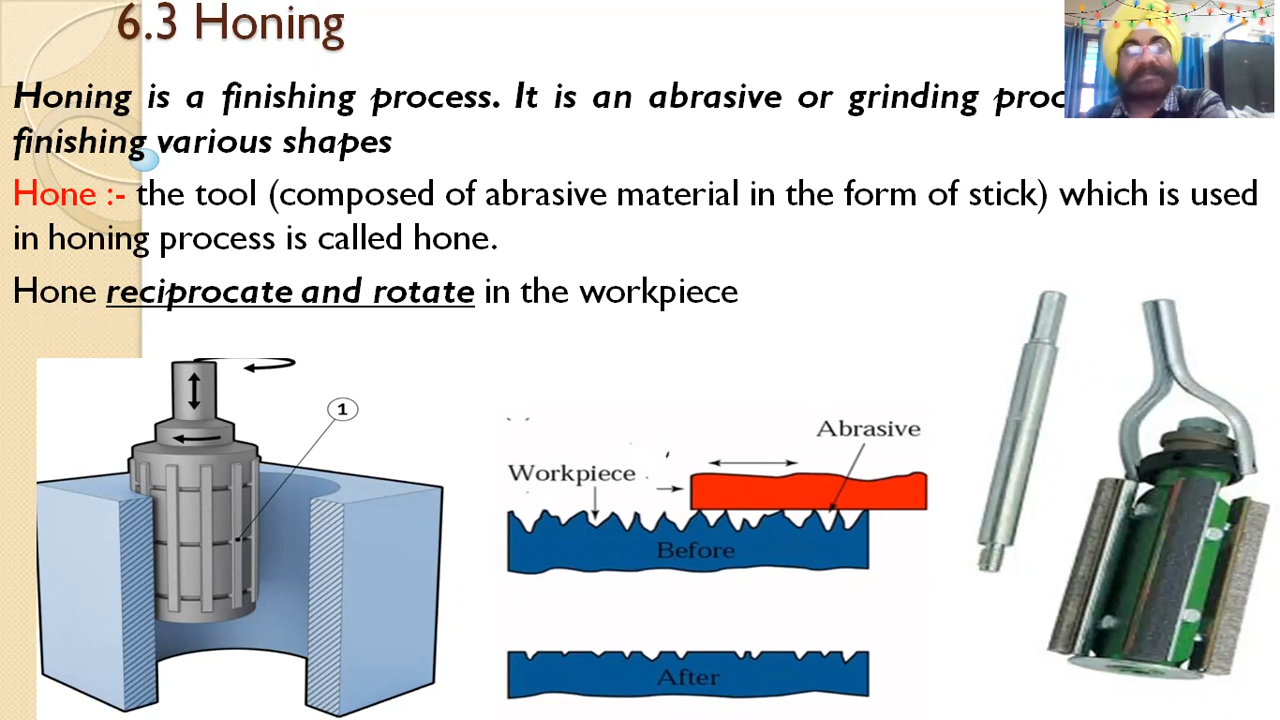 6.3 Honing
Honing is a finishing process. It is an abrasive or grinding
finishing various shapes
Hone :- the tool (composed of abrasive material in the form of stick) which is used
in honing process is called hone.
Hone reciprocate and rotate in the workpiece
1
Abrasive
Workpiece
Before
After